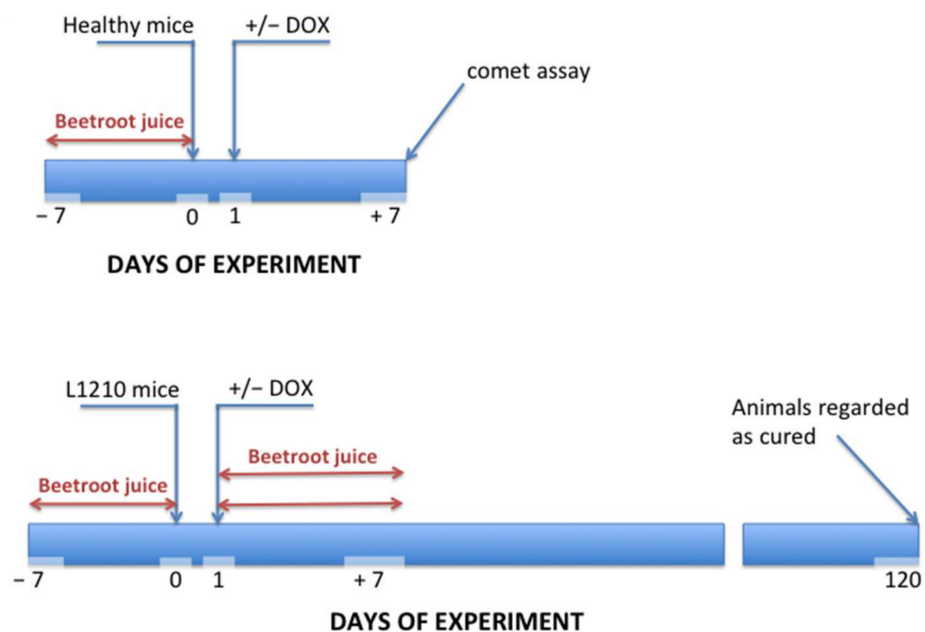 Healthy mice
+/− DOX
comet assay
Beetroot juice
− 7
0
1
+ 7
DAYS OF EXPERIMENT
L1210 mice
+/− DOX
Animals regarded
as cured
Beetroot juice
Beetroot juice
− 7
0
1
+ 7
120
DAYS OF EXPERIMENT